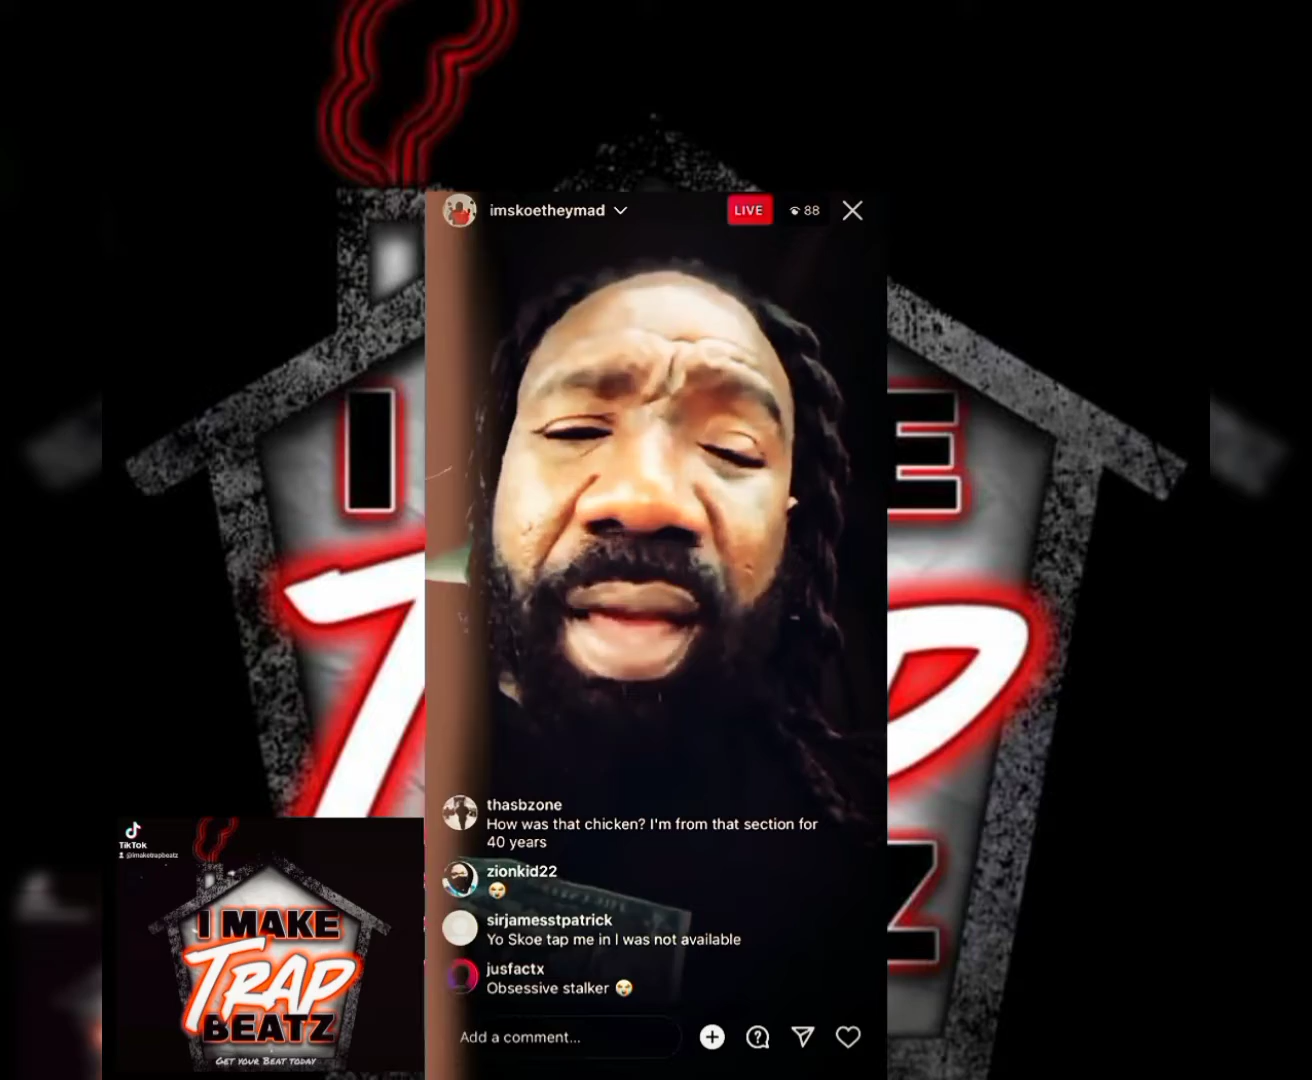 imskoetheymad
LIVE
88
I
E
T
P
Z
thasbzone
How was that chicken? I'm from that section for
40 years
zionkid22
sirjamesstpatrick
Yo Skoe tap me in I was not available
jusfactx
Obsessive stalker
Add a comment...
TikTok
@imaketrapbeatz
I MAKE
TRAP
BEATZ
GET YOUR BEAT TODAY